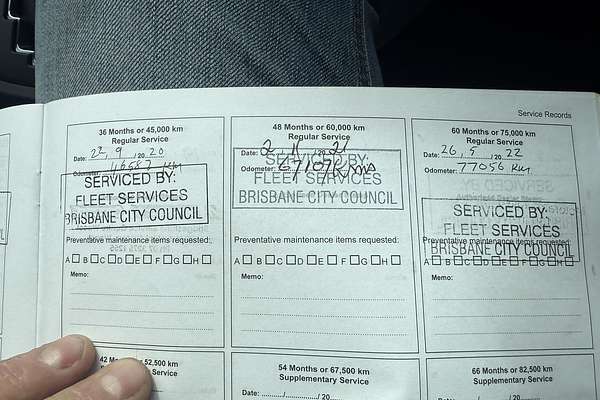 Service Records
36 Months or 45,000 km
Regular Service
Date: 22, 9 / 20 20
46687 KM
SERVICED BY:
FLEET SERVICES
BRISBANE CITY COUNCIL
Preventative maintenance items requested:
A B C D E F G H
Memo:
48 Months or 60,000 km
Regular Service
Date: 2 / 11 / 20 21
Odometer: 67107 Kms
SERVICED BY:
FLEET SERVICES
BRISBANE CITY COUNCIL
Preventative maintenance items requested:
A B C D E F G H
Memo:
60 Months or 75,000 km
Regular Service
Date: 26, 5 / 20 22
Odometer: 77056 KM
SERVICED BY:
FLEET SERVICES
Preventative maintenance items requested:
BRISBANE CITY COUNCIL
A B C D E F G H
Memo:
42 Months or 52,500 km
Supplementary Service
54 Months or 67,500 km
Supplementary Service
Date: ....../....../ 20......
66 Months or 82,500 km
Supplementary Service